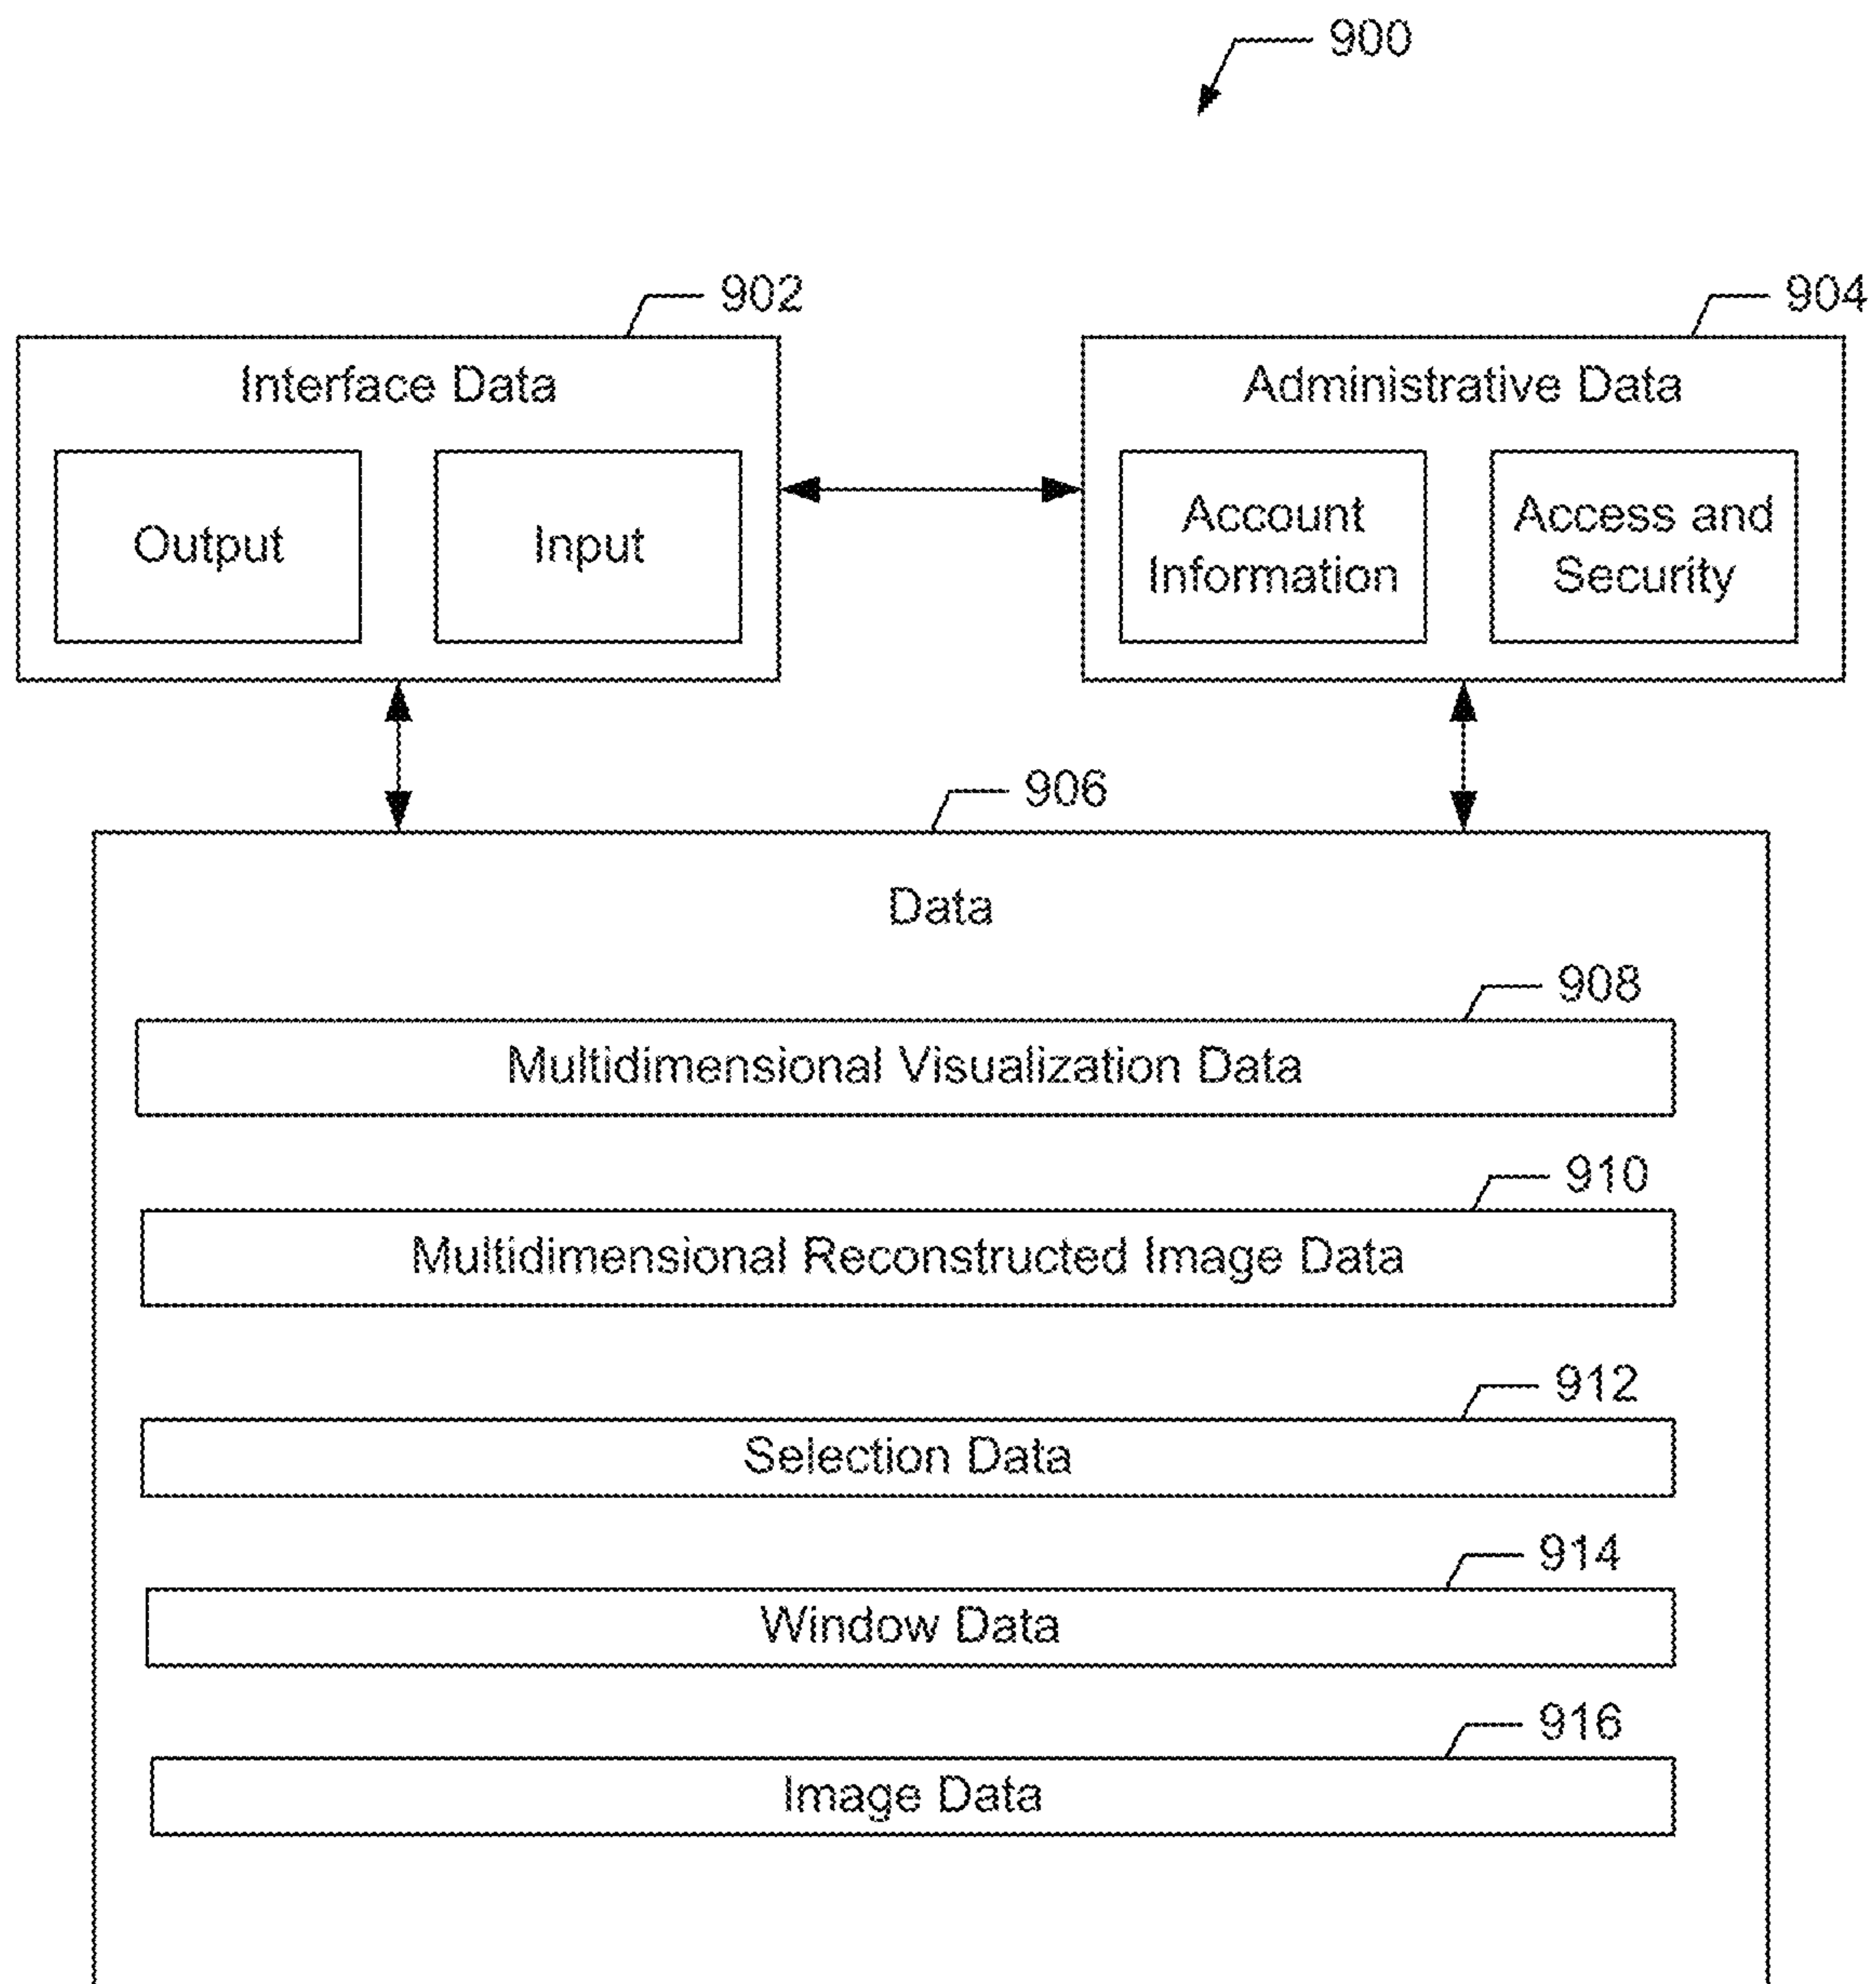 900
902
904
Interface Data
Administrative Data
Output
Input
Account
Information
Access and
Security
906
Data
908
Multidimensional Visualization Data
910
Multidimensional Reconstructed Image Data
912
Selection Data
914
Window Data
916
Image Data